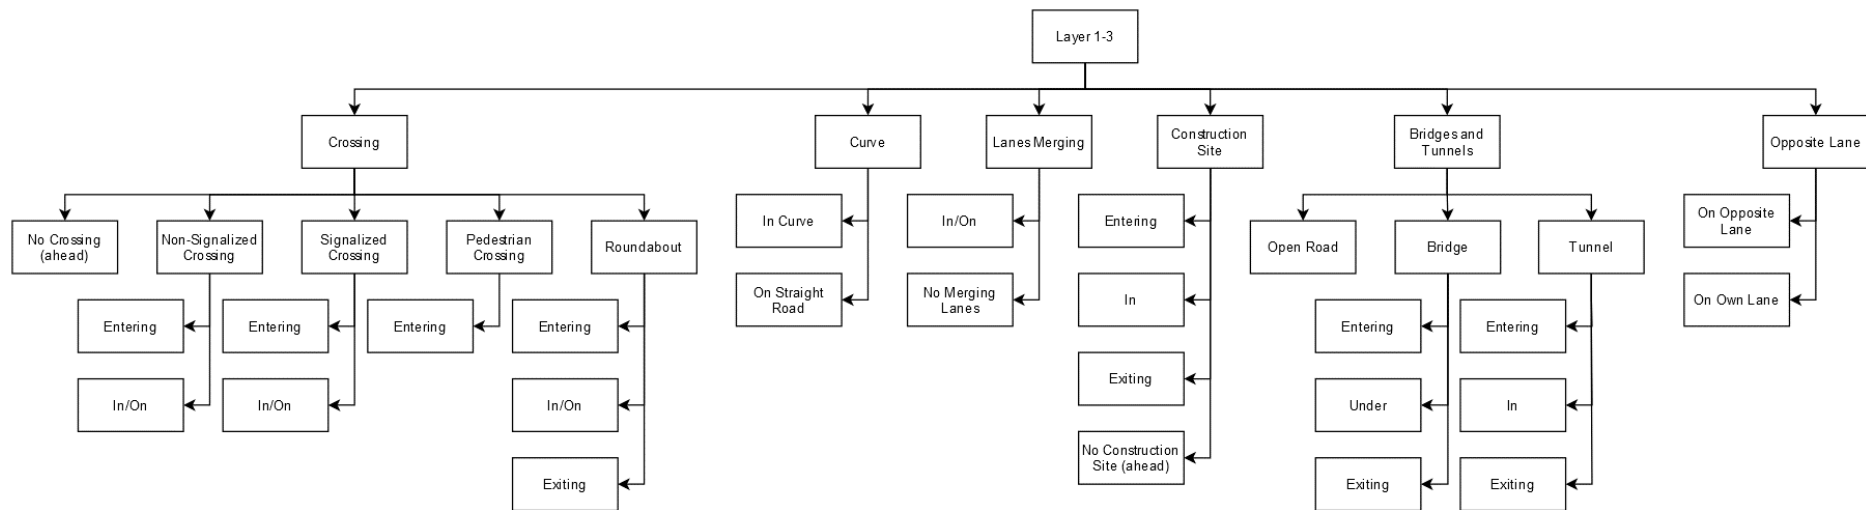 Layer 1-3
Crossing
Curve
Lanes Merging
Construction
Site
Bridges and
Tunnels
Opposite Lane
No Crossing
(ahead)
Non-Signalized
Crossing
Signalized
Crossing
Pedestrian
Crossing
Roundabout
In Curve
In/On
Entering
Open Road
Bridge
Tunnel
On Opposite
Lane
Entering
Entering
Entering
Entering
On Straight
Road
No Merging
Lanes
In
Entering
Entering
On Own Lane
In/On
In/On
In/On
Exiting
Under
In
Exiting
No Construction
Site (ahead)
Exiting
Exiting